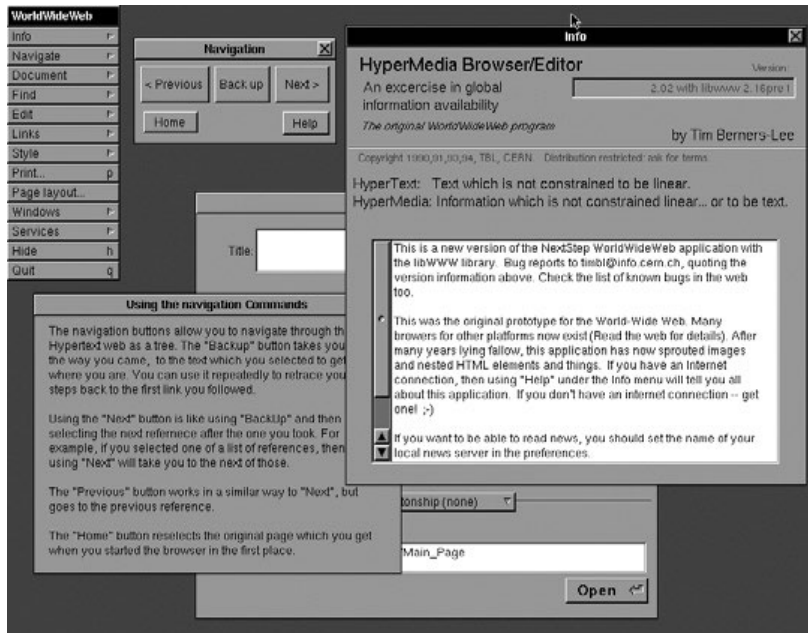 WorldWideWeb
Info
Navigate
Document
Find
Edit
Links
Style
Print... p
Page layout...
Windows
Services
Hide h
Quit q
Navigation
< Previous
Back up
Next >
Home
Help
Title:
Info
HyperMedia Browser/Editor
Version:
An excercise in global
information availability
2.02 with libwww 2.16pre1
The original WorldWideWeb program
by Tim Berners-Lee
Copyright 1990,91,93,94, TBL, CERN. Distribution restricted: ask for terms
HyperText: Text which is not constrained to be linear.
HyperMedia: Information which is not constrained linear... or to be text.
This is a new version of the NextStep WorldWideWeb application with
the libWWW library. Bug reports to timbl@info.cern.ch, quoting the
version information above. Check the list of known bugs in the web
too.
This was the original prototype for the World-Wide Web. Many
browers for other platforms now exist (Read the web for details). After
many years lying fallow, this application has now sprouted images
and nested HTML elements and things. If you have an Internet
connection, then using "Help" under the Info menu will tell you all
about this application. If you don't have an internet connection -- get
one! ;-)
If you want to be able to read news, you should set the name of your
local news server in the preferences.
Using the navigation Commands
The navigation buttons allow you to navigate through th
Hypertext web as a tree. The "Backup" button takes you
the way you came, to the text which you selected to get
where you are. You can use it repeatedly to retrace you
steps back to the first link you followed.
Using the "Next" button is like using "BackUp" and then
selecting the next refernece after the one you took. For
example, if you selected one of a list of references, then
using "Next" will take you to the next of those.
The "Previous" button works in a similar way to "Next", but
goes to the previous reference.
The "Home" button reselects the original page which you get
when you started the browser in the first place.
tionship (none)
/Main_Page
Open